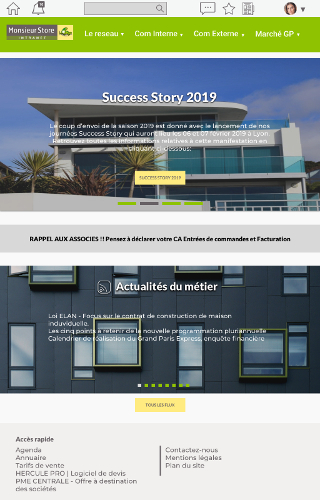 Monsieur Store
INTRANET
Le reseau
Com Interne
Com Externe
Marché GP
Success Story 2019
Le coup d'envoi de la saison 2019 est donné avec le lancement de nos
journées Success Story qui auront lieu les 06 et 07 février 2019 à Lyon.
Retrouvez toutes les informations relatives à cette manifestation en
cliquant ci-dessous:
SUCCESS STORY 2019
RAPPEL AUX ASSOCIES !! Pensez à déclarer votre CA Entrées de commandes et Facturation
Actualités du métier
Loi ELAN - Focus sur le contrat de construction de maison
individuelle.
Les cinq points à retenir de la nouvelle programmation pluriannuelle
Calendrier de réalisation du Grand Paris Express, enquête financière
TOUS LES FLUX
Accès rapide
Agenda
Annuaire
Tarifs de vente
HERCULE PRO | Logiciel de devis
PME CENTRALE - Offre à destination
des sociétés
Contactez-nous
Mentions légales
Plan du site